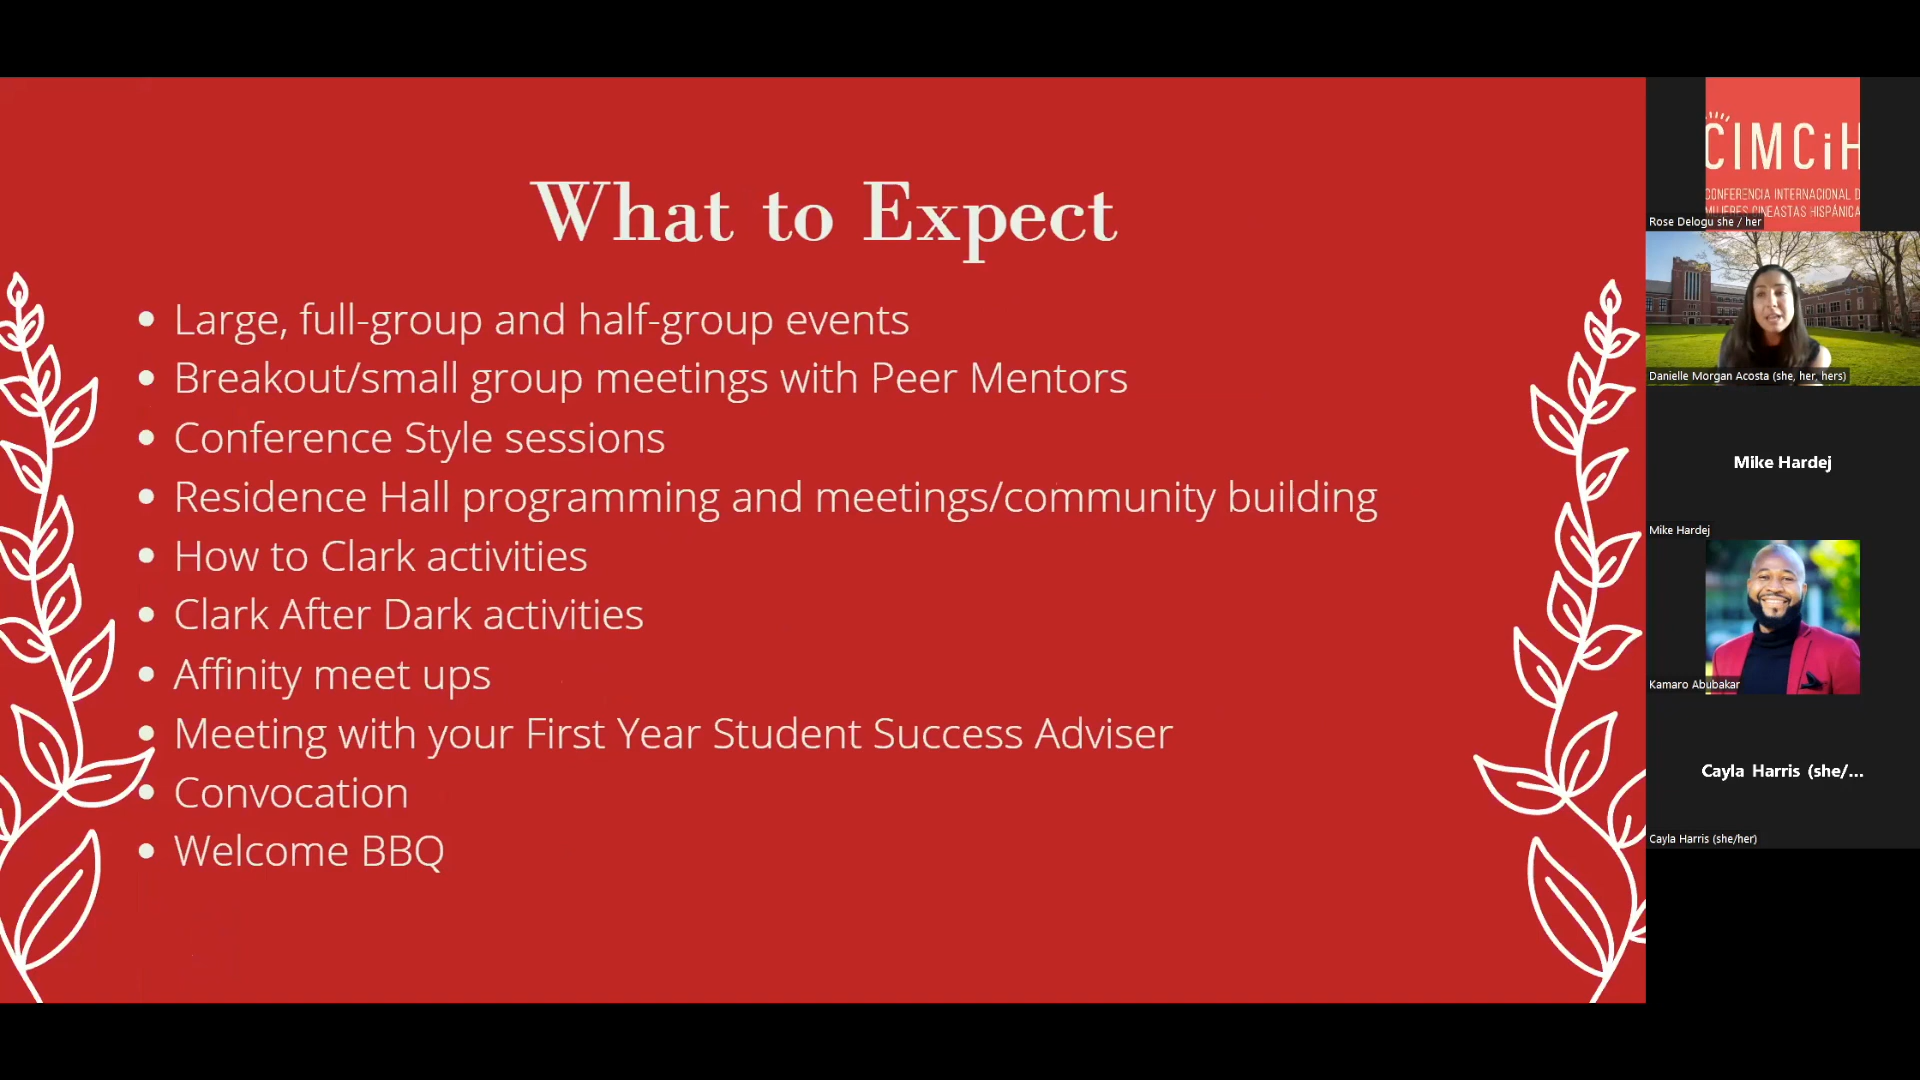 What to Expect
Large, full-group and half-group events
Breakout/small group meetings with Peer Mentors
Conference Style sessions
Residence Hall programming and meetings/community building
How to Clark activities
Clark After Dark activities
Affinity meet ups
Meeting with your First Year Student Success Adviser
Convocation
Welcome BBQ
CIMCiH
CONFERENCIA INTERNACIONAL D
MUJERES CINEASTAS HISPÁNICA
Rose Delogu she / her
Danielle Morgan Acosta (she, her, hers)
Mike Hardej
Mike Hardej
Kamaro Abubakar
Cayla Harris (she/...
Cayla Harris (she/her)